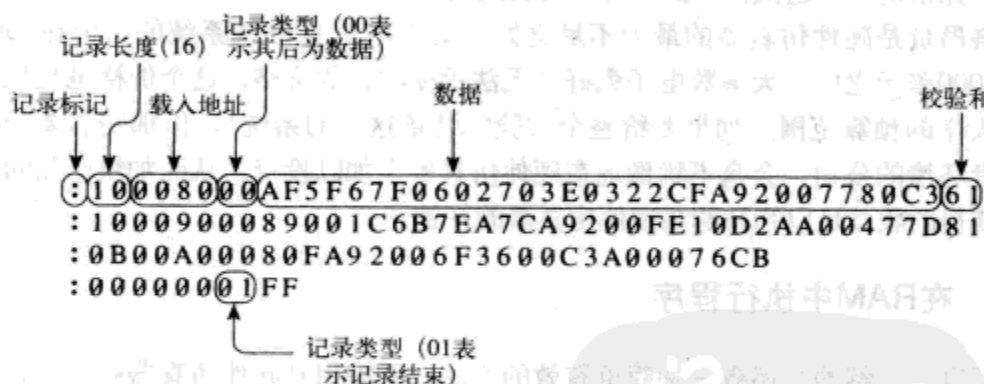 记录类型（00表
记录长度(16) 示其后为数据）
记录标记 载入地址 数据 校验和
:10008000AF5F67F0602703E0322CFA92007780C361
:1000900089001C6B7EA7CA9200FE10D2AA00477D81
:0B00A00080FA92006F3600C3A00076CB
:00000001FF
记录类型（01表
示记录结束）